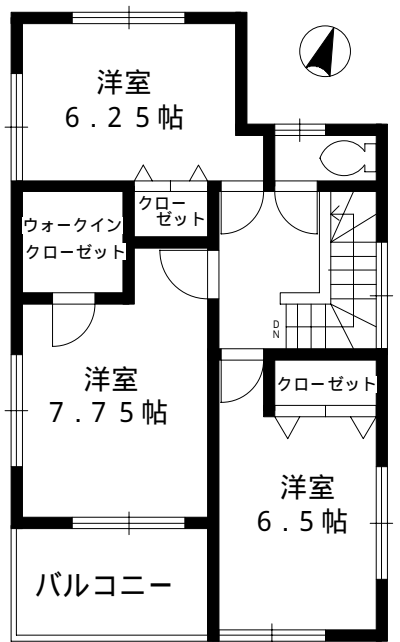 洋室
6.25帖
クロー
ゼット
ウォークイン
クローゼット
DN
洋室
7.75帖
クローゼット
洋室
6.5帖
バルコニー